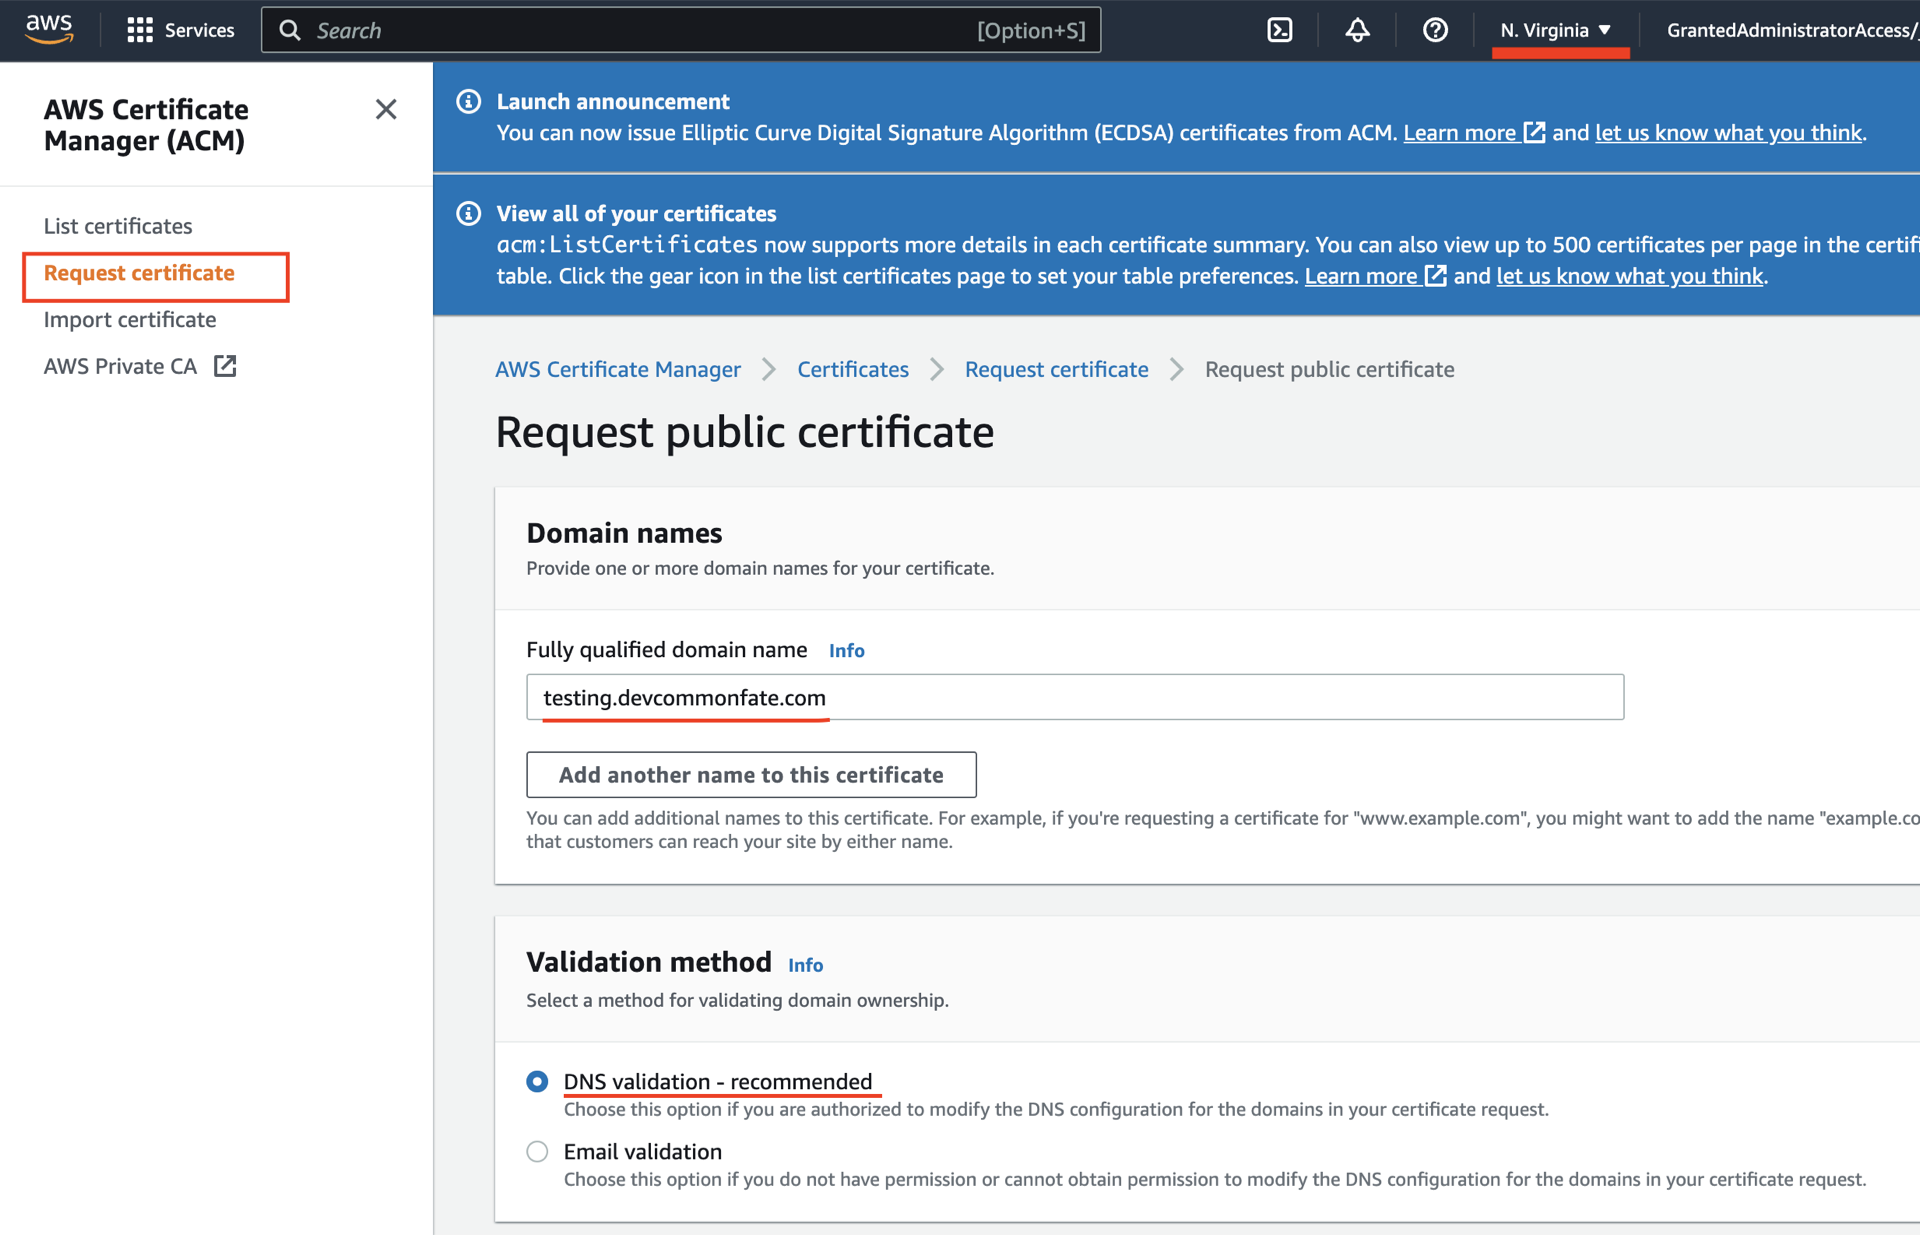 aws
Services
Search
[Option+S]
N. Virginia
GrantedAdministratorAccess/
AWS Certificate
Manager (ACM)
List certificates
Request certificate
Import certificate
AWS Private CA
Launch announcement
You can now issue Elliptic Curve Digital Signature Algorithm (ECDSA) certificates from ACM. Learn more and let us know what you think.
View all of your certificates
acm:ListCertificates now supports more details in each certificate summary. You can also view up to 500 certificates per page in the certifi
table. Click the gear icon in the list certificates page to set your table preferences. Learn more and let us know what you think.
AWS Certificate Manager
Certificates
Request certificate
Request public certificate
Request public certificate
Domain names
Provide one or more domain names for your certificate.
Fully qualified domain name Info
testing.devcommonfate.com
Add another name to this certificate
You can add additional names to this certificate. For example, if you're requesting a certificate for "www.example.com", you might want to add the name "example.co
that customers can reach your site by either name.
Validation method Info
Select a method for validating domain ownership.
DNS validation - recommended
Choose this option if you are authorized to modify the DNS configuration for the domains in your certificate request.
Email validation
Choose this option if you do not have permission or cannot obtain permission to modify the DNS configuration for the domains in your certificate request.